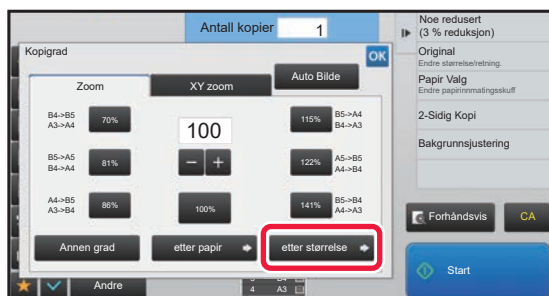 Antall kopier 1
Kopigrad
OK
Zoom
XY zoom
Auto Bilde
B4->B5
A3->A4
70%
100
115%
B5->A4
B4->A3
B5->A5
B4->A4
81%
− +
122%
A5->B5
A4->B4
A4->B5
A3->B4
86%
100%
141%
B5->B4
A4->A3
Annen grad
etter papir
etter størrelse
Andre
4 A3
Noe redusert
(3 % reduksjon)
Original
Endre størrelse/retning.
Papir Valg
Endre papirinnmatingsskuff
2-Sidig Kopi
Bakgrunnsjustering
Forhåndsvis
CA
Start